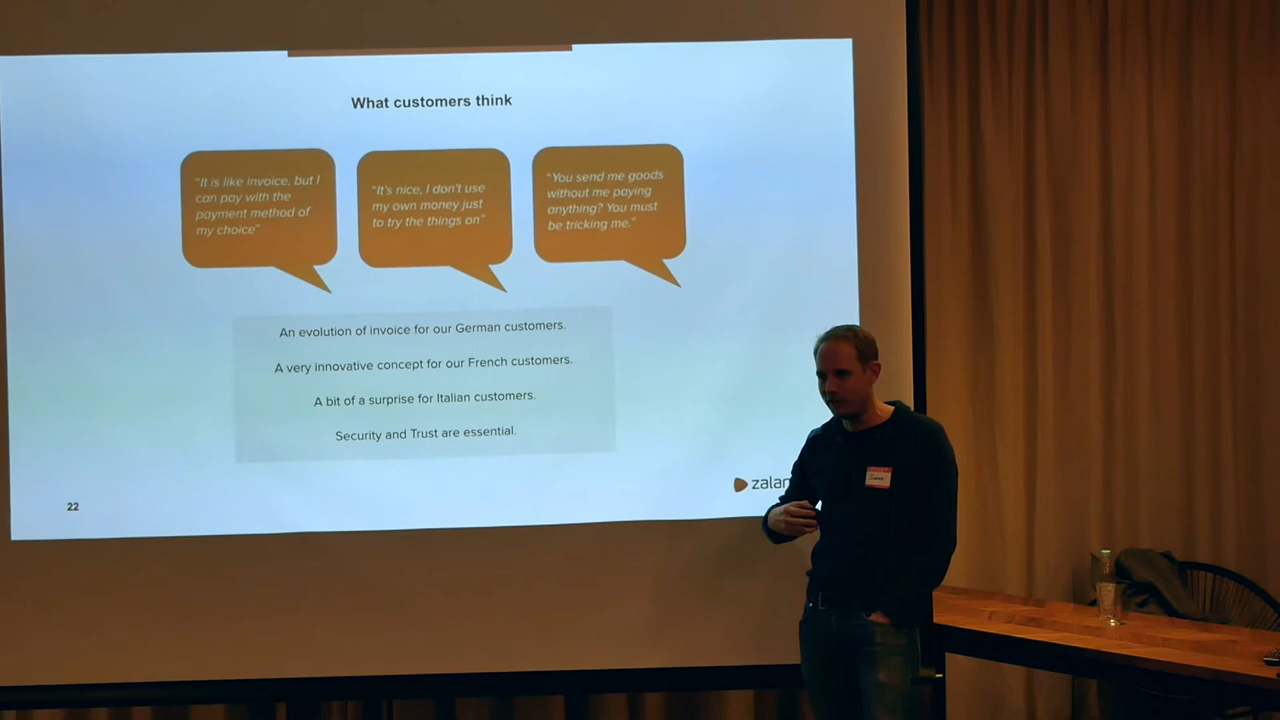 What customers think
“It is like invoice, but I
can pay with the
payment method of
my choice”
“It's nice, I don't use
my own money just
to try the things on”
“You send me goods
without me paying
anything? You must
be tricking me.”
An evolution of invoice for our German customers.
A very innovative concept for our French customers.
A bit of a surprise for Italian customers.
Security and Trust are essential.
zalan
22